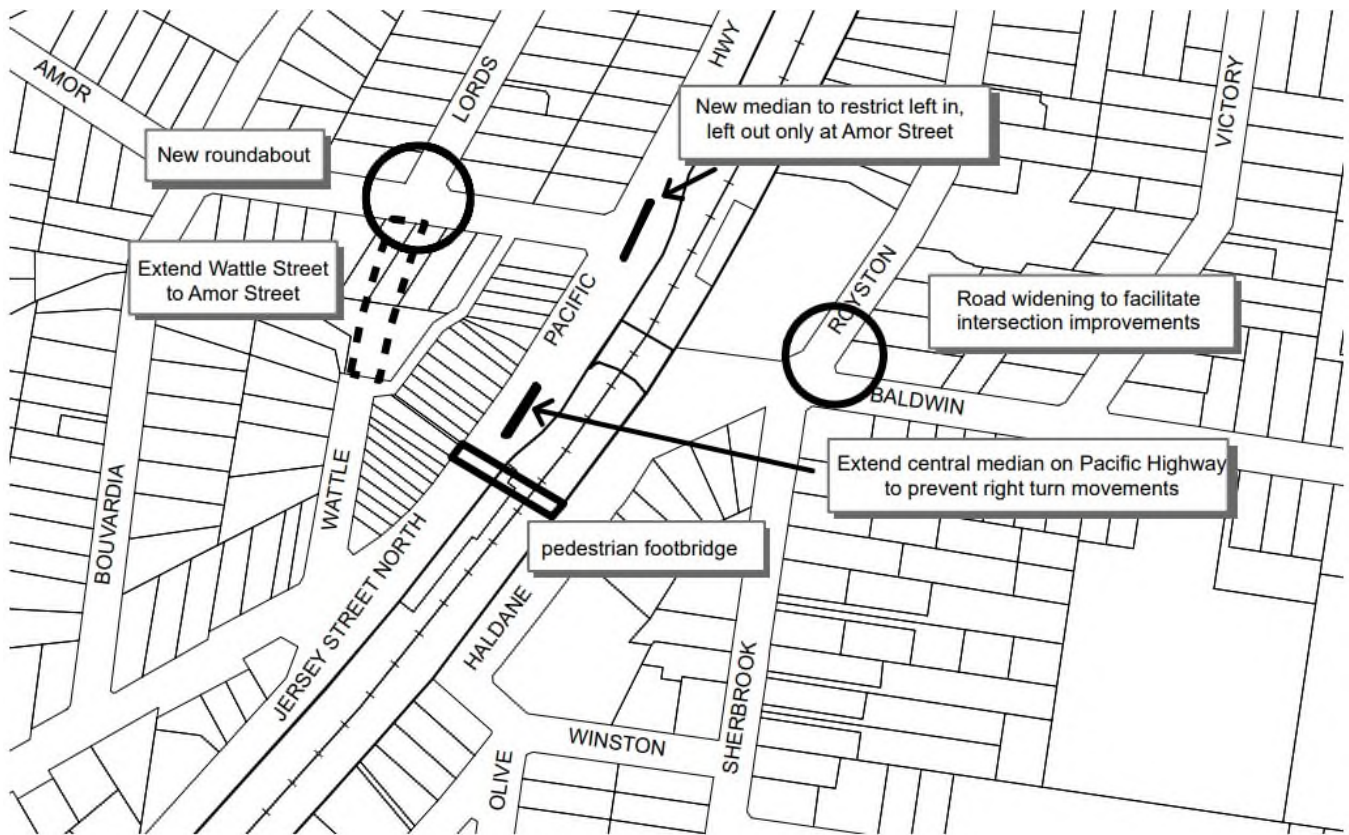 AMOR
LORDS
HWY
VICTORY
New roundabout
New median to restrict left in,
left out only at Amor Street
Extend Wattle Street
to Amor Street
PACIFIC
ROYSTON
Road widening to facilitate
intersection improvements
BALDWIN
BOUVARDIA
WATTLE
Extend central median on Pacific Highway
to prevent right turn movements
pedestrian footbridge
JERSEY STREET NORTH
HALDANE
SHERBROOK
WINSTON
OLIVE